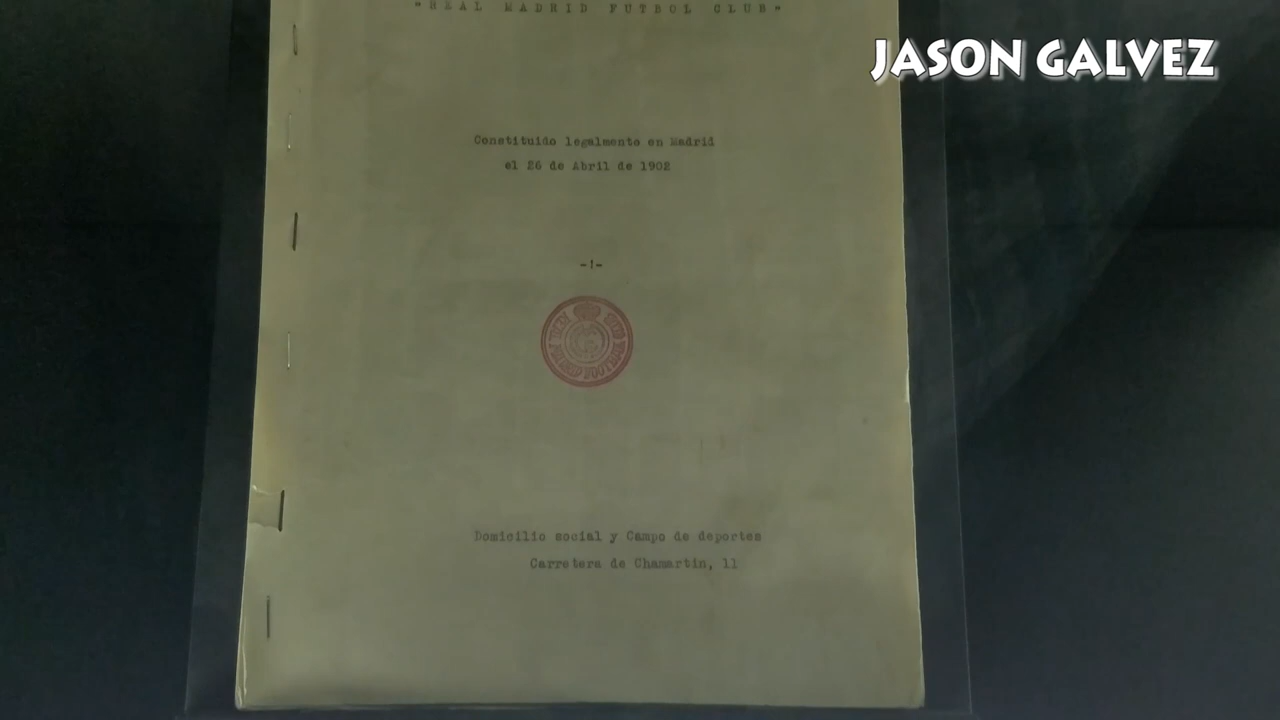 "REAL MADRID FUTBOL CLUB"
JASON GALVEZ
Constituido legalmente en Madrid
el 26 de Abril de 1902
-!-
Domicilio social y Campo de deportes
Carretera de Chamartin, 11